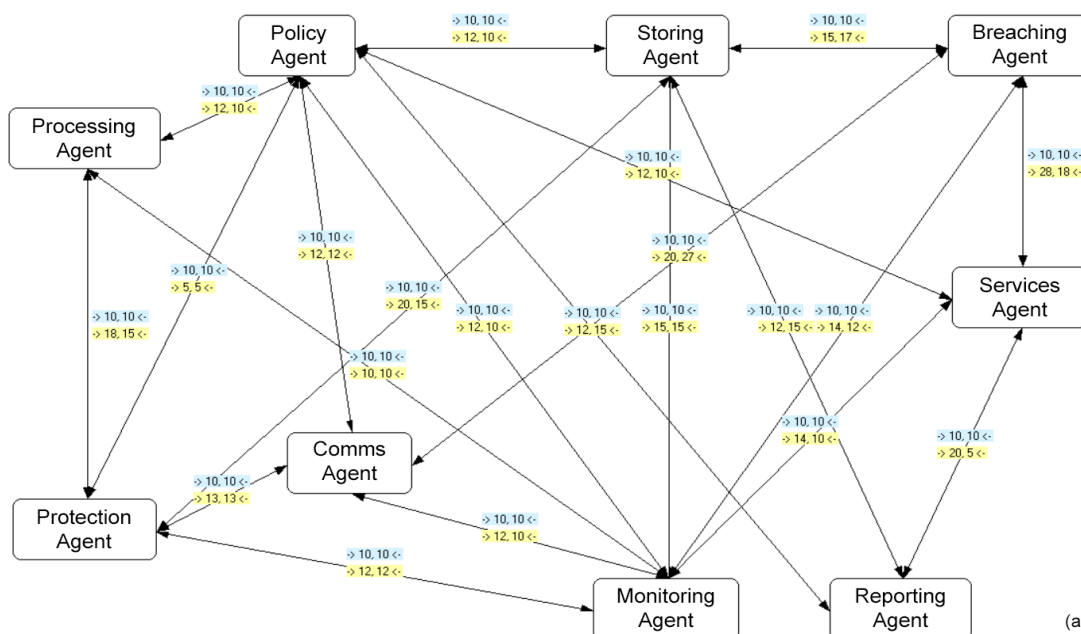 Policy
Agent
-> 10, 10 <-
-> 12, 10 <-
Storing
Agent
-> 10, 10 <-
-> 15, 17 <-
Breaching
Agent
-> 10, 10 <-
-> 12, 10 <-
Processing
Agent
-> 10, 10 <-
-> 12, 10 <-
-> 10, 10 <-
-> 28, 18 <-
-> 10, 10 <-
-> 12, 12 <-
-> 10, 10 <-
-> 20, 27 <-
-> 10, 10 <-
-> 5, 5 <-
-> 10, 10 <-
-> 20, 15 <-
Services
Agent
-> 10, 10 <-
-> 18, 15 <-
-> 10, 10 <-
-> 12, 10 <-
-> 10, 10 <-
-> 12, 15 <-
-> 10, 10 <-
-> 15, 15 <-
-> 10, 10 <-
-> 12, 15 <-
-> 10, 10 <-
-> 14, 12 <-
-> 10, 10 <-
-> 10, 10 <-
-> 10, 10 <-
-> 14, 10 <-
-> 10, 10 <-
-> 20, 5 <-
Comms
Agent
-> 10, 10 <-
-> 13, 13 <-
Protection
Agent
-> 10, 10 <-
-> 12, 10 <-
-> 10, 10 <-
-> 12, 12 <-
Monitoring
Agent
Reporting
Agent
(a